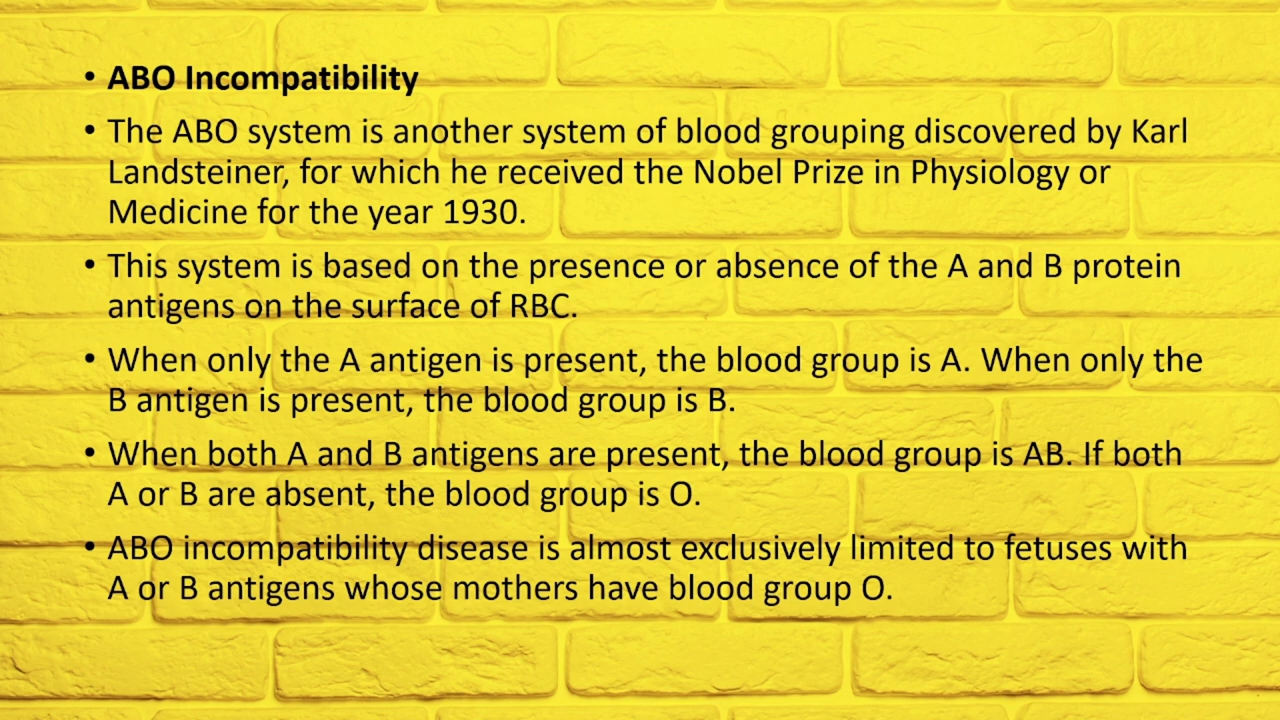 • ABO Incompatibility
• The ABO system is another system of blood grouping discovered by Karl
Landsteiner, for which he received the Nobel Prize in Physiology or
Medicine for the year 1930.
• This system is based on the presence or absence of the A and B protein
antigens on the surface of RBC.
• When only the A antigen is present, the blood group is A. When only the
B antigen is present, the blood group is B.
• When both A and B antigens are present, the blood group is AB. If both
A or B are absent, the blood group is O.
• ABO incompatibility disease is almost exclusively limited to fetuses with
A or B antigens whose mothers have blood group O.